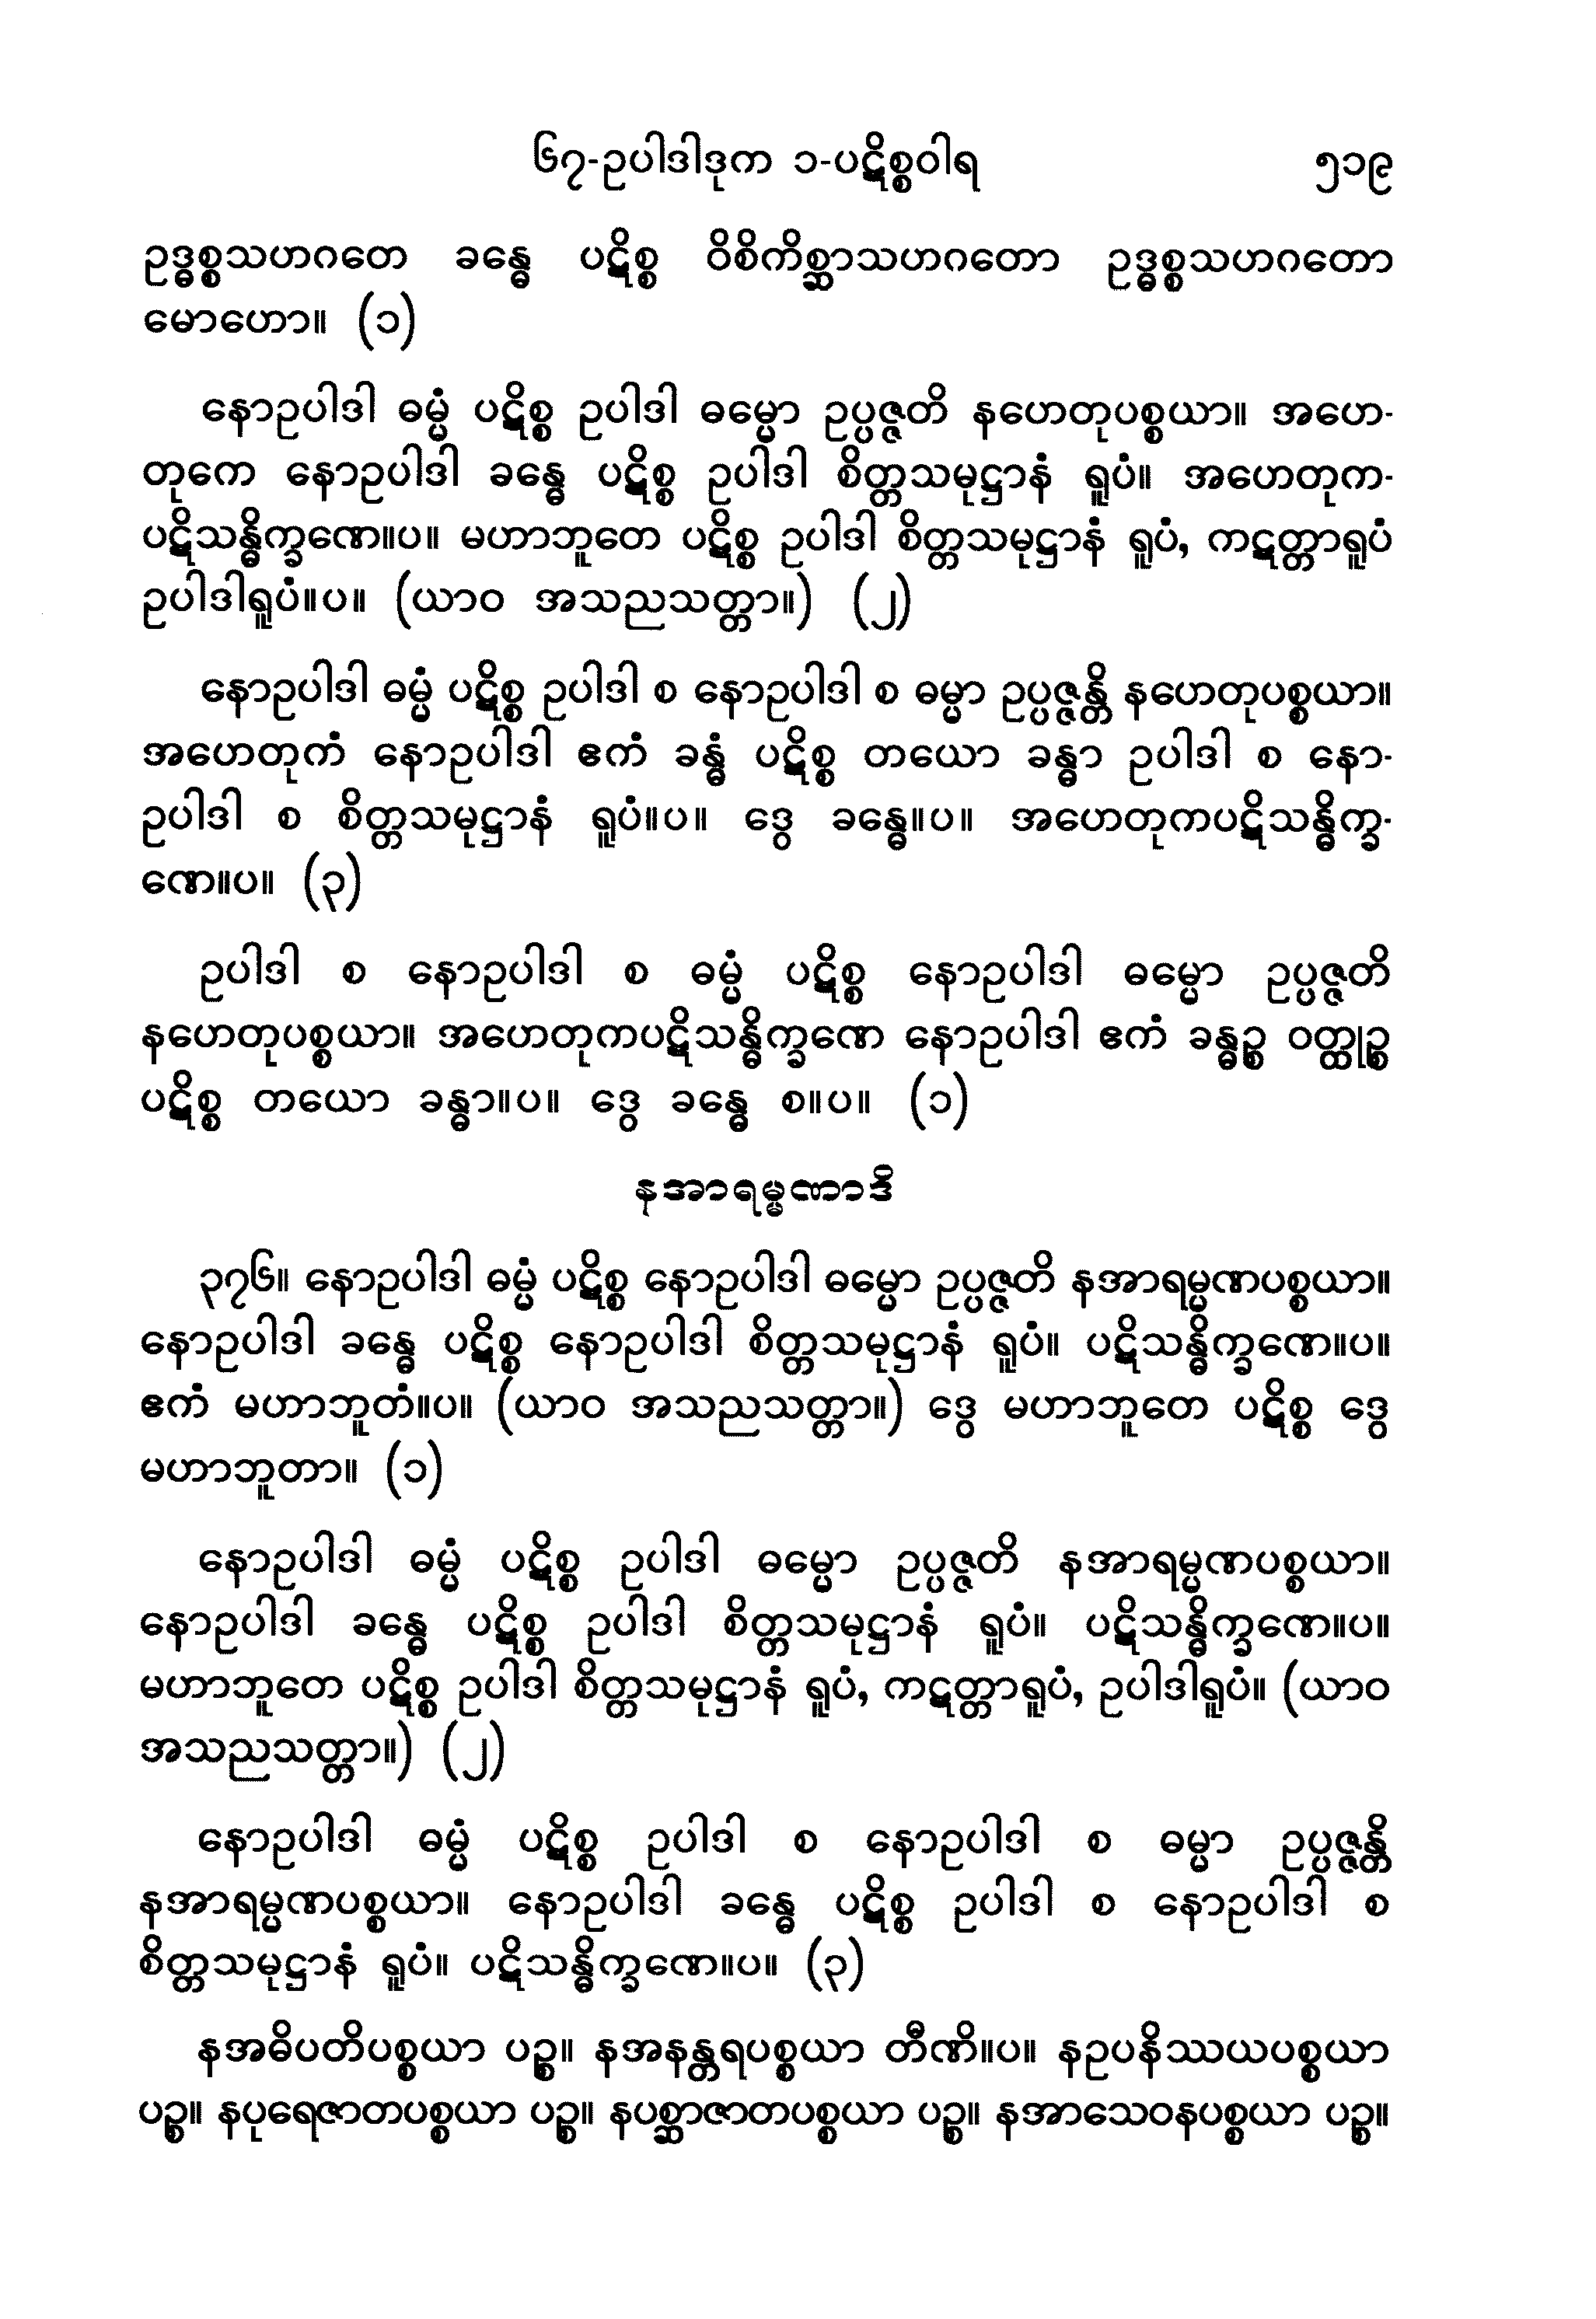 ၆၇-ဥပါဒါဒုက ၁-ပဋိစ္စဝါရ ၅၁၉
ဥဒ္ဓစ္စသဟဂတေ ခန္ဓေ ပဋိစ္စ ဝိစိကိစ္ဆာသဟဂတော ဥဒ္ဓစ္စသဟဂတော
မောဟော။ (၁)
နောဥပါဒါ ဓမ္မံ ပဋိစ္စ ဥပါဒါ ဓမ္မော ဥပ္ပဇ္ဇတိ နဟေတုပစ္စယာ။ အဟေ-
တုကေ နောဥပါဒါ ခန္ဓေ ပဋိစ္စ ဥပါဒါ စိတ္တသမုဋ္ဌာနံ ရူပံ။ အဟေတုက-
ပဋိသန္ဓိက္ခဏေ။ပ။ မဟာဘူတေ ပဋိစ္စ ဥပါဒါ စိတ္တသမုဋ္ဌာနံ ရူပံ, ကဋတ္တာရူပံ
ဥပါဒါရူပံ။ပ။ (ယာဝ အသညသတ္တာ။) (၂)
နောဥပါဒါ ဓမ္မံ ပဋိစ္စ ဥပါဒါ စ နောဥပါဒါ စ ဓမ္မာ ဥပ္ပဇ္ဇန္တိ နဟေတုပစ္စယာ။
အဟေတုကံ နောဥပါဒါ ဧကံ ခန္ဓံ ပဋိစ္စ တယော ခန္ဓာ ဥပါဒါ စ နော-
ဥပါဒါ စ စိတ္တသမုဋ္ဌာနံ ရူပံ။ပ။ ဒွေ ခန္ဓေ။ပ။ အဟေတုကပဋိသန္ဓိက္ခ-
ဏေ။ပ။ (၃)
ဥပါဒါ စ နောဥပါဒါ စ ဓမ္မံ ပဋိစ္စ နောဥပါဒါ ဓမ္မော ဥပ္ပဇ္ဇတိ
နဟေတုပစ္စယာ။ အဟေတုကပဋိသန္ဓိက္ခဏေ နောဥပါဒါ ဧကံ ခန္ဓဉ္စ ဝတ္ထုဉ္စ
ပဋိစ္စ တယော ခန္ဓာ။ပ။ ဒွေ ခန္ဓေ စ။ပ။ (၁)
နအာရမ္မဏာဒိ
၃၇၆။ နောဥပါဒါ ဓမ္မံ ပဋိစ္စ နောဥပါဒါ ဓမ္မော ဥပ္ပဇ္ဇတိ နအာရမ္မဏပစ္စယာ။
နောဥပါဒါ ခန္ဓေ ပဋိစ္စ နောဥပါဒါ စိတ္တသမုဋ္ဌာနံ ရူပံ။ ပဋိသန္ဓိက္ခဏေ။ပ။
ဧကံ မဟာဘူတံ။ပ။ (ယာဝ အသညသတ္တာ။) ဒွေ မဟာဘူတေ ပဋိစ္စ ဒွေ
မဟာဘူတာ။ (၁)
နောဥပါဒါ ဓမ္မံ ပဋိစ္စ ဥပါဒါ ဓမ္မော ဥပ္ပဇ္ဇတိ နအာရမ္မဏပစ္စယာ။
နောဥပါဒါ ခန္ဓေ ပဋိစ္စ ဥပါဒါ စိတ္တသမုဋ္ဌာနံ ရူပံ။ ပဋိသန္ဓိက္ခဏေ။ပ။
မဟာဘူတေ ပဋိစ္စ ဥပါဒါ စိတ္တသမုဋ္ဌာနံ ရူပံ, ကဋတ္တာရူပံ, ဥပါဒါရူပံ။ (ယာဝ
အသညသတ္တာ။) (၂)
နောဥပါဒါ ဓမ္မံ ပဋိစ္စ ဥပါဒါ စ နောဥပါဒါ စ ဓမ္မာ ဥပ္ပဇ္ဇန္တိ
နအာရမ္မဏပစ္စယာ။ နောဥပါဒါ ခန္ဓေ ပဋိစ္စ ဥပါဒါ စ နောဥပါဒါ စ
စိတ္တသမုဋ္ဌာနံ ရူပံ။ ပဋိသန္ဓိက္ခဏေ။ပ။ (၃)
နအဓိပတိပစ္စယာ ပဉ္စ။ နအနန္တရပစ္စယာ တီဏိ။ပ။ နဥပနိဿယပစ္စယာ
ပဉ္စ။ နပုရေဇာတပစ္စယာ ပဉ္စ။ နပစ္ဆာဇာတပစ္စယာ ပဉ္စ။ နအာသေဝနပစ္စယာ ပဉ္စ။